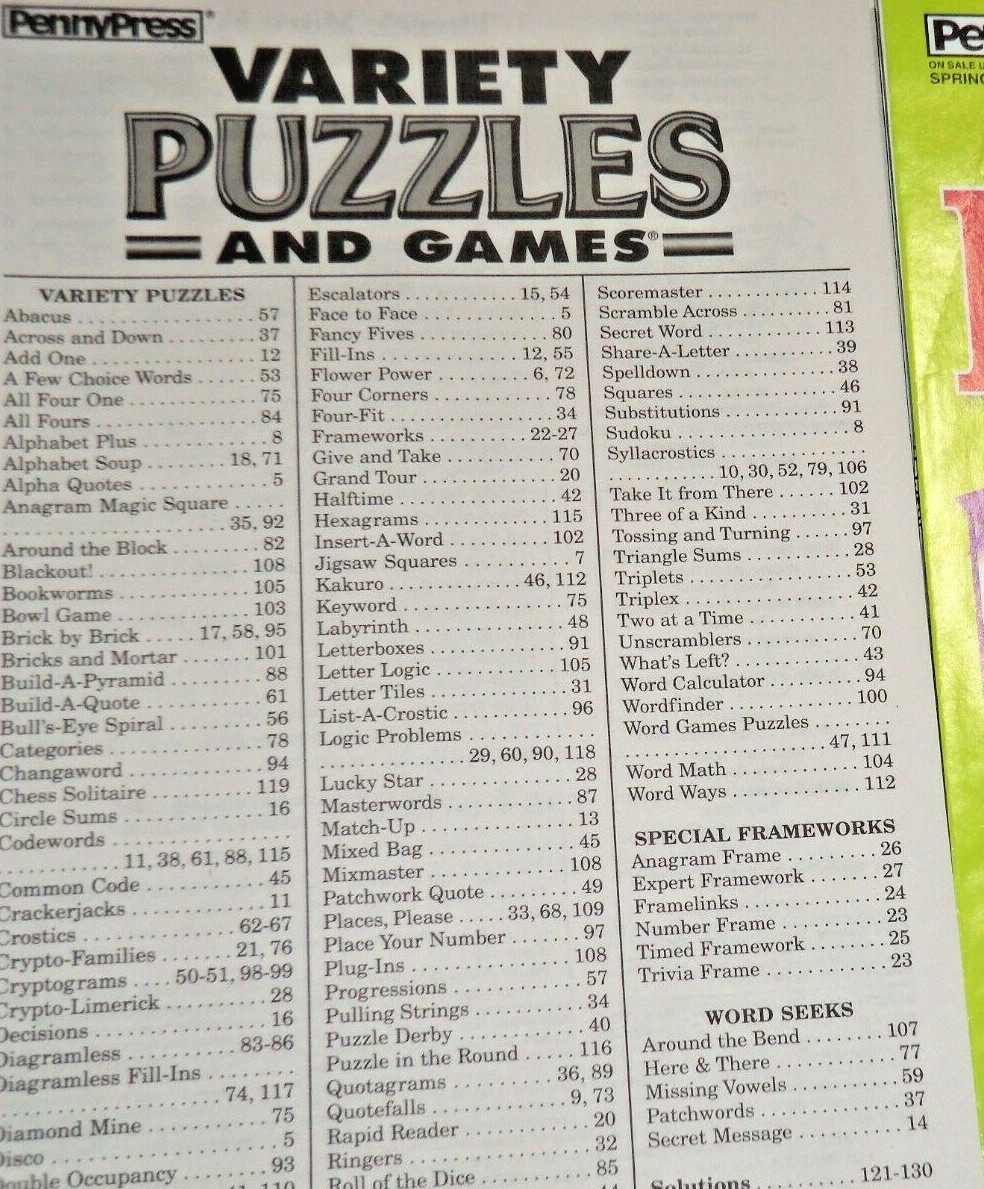 PennyPress®
VARIETY
PUZZLES
AND GAMES®
VARIETY PUZZLES
Abacus . . . . . . . . . . 57
Across and Down . . . . . . . . . . 37
Add One . . . . . . . . . . 12
A Few Choice Words . . . . . . 53
All Four One . . . . . . . . . . 75
All Fours . . . . . . . . . . 84
Alphabet Plus . . . . . . . . . . 8
Alphabet Soup . . . . . . . . 18, 71
Alpha Quotes . . . . . . . . . . 5
Anagram Magic Square . . . . .
. . . . . . . . . . 35, 92
Around the Block . . . . . . . . . 82
Blackout! . . . . . . . . . . 108
Bookworms . . . . . . . . . . 105
Bowl Game . . . . . . . . . . 103
Brick by Brick . . . . . 17, 58, 95
Bricks and Mortar . . . . . . . 101
Build-A-Pyramid . . . . . . . . . 88
Build-A-Quote . . . . . . . . . . 61
Bull's-Eye Spiral . . . . . . . . . 56
Categories . . . . . . . . . . 78
Changaword . . . . . . . . . . 94
Chess Solitaire . . . . . . . . . . 119
Circle Sums . . . . . . . . . . 16
Codewords . . . . . . . . . .
. . . . . . . . . . 11, 38, 61, 88, 115
Common Code . . . . . . . . . . 45
Crackerjacks . . . . . . . . . . 11
Crostics . . . . . . . . . . 62-67
Crypto-Families . . . . . . . 21, 76
Cryptograms . . . . 50-51, 98-99
Crypto-Limerick . . . . . . . . . 28
Decisions . . . . . . . . . . 16
Diagramless . . . . . . . . . . 83-86
Diagramless Fill-Ins . . . . . . . .
. . . . . . . . . . 74, 117
Diamond Mine . . . . . . . . . . 75
Disco . . . . . . . . . . 5
Double Occupancy . . . . . . . . 93
Escalators . . . . . . . . . . 15, 54
Face to Face . . . . . . . . . . 5
Fancy Fives . . . . . . . . . . 80
Fill-Ins . . . . . . . . . . 12, 55
Flower Power . . . . . . . . . . 6, 72
Four Corners . . . . . . . . . . 78
Four-Fit . . . . . . . . . . 34
Frameworks . . . . . . . . . . 22-27
Give and Take . . . . . . . . . . 70
Grand Tour . . . . . . . . . . 20
Halftime . . . . . . . . . . 42
Hexagrams . . . . . . . . . . 115
Insert-A-Word . . . . . . . . . . 102
Jigsaw Squares . . . . . . . . . . 7
Kakuro . . . . . . . . . . 46, 112
Keyword . . . . . . . . . . 75
Labyrinth . . . . . . . . . . 48
Letterboxes . . . . . . . . . . 91
Letter Logic . . . . . . . . . . 105
Letter Tiles . . . . . . . . . . 31
List-A-Crostic . . . . . . . . . . 96
Logic Problems . . . . . . . . . .
. . . . . . . . . . 29, 60, 90, 118
Lucky Star . . . . . . . . . . 28
Masterwords . . . . . . . . . . 87
Match-Up . . . . . . . . . . 13
Mixed Bag . . . . . . . . . . 45
Mixmaster . . . . . . . . . . 108
Patchwork Quote . . . . . . . . 49
Places, Please . . . . . 33, 68, 109
Place Your Number . . . . . . . 97
Plug-Ins . . . . . . . . . . 108
Progressions . . . . . . . . . . 57
Pulling Strings . . . . . . . . . . 34
Puzzle Derby . . . . . . . . . . 40
Puzzle in the Round . . . . . 116
Quotagrams . . . . . . . . . . 36, 89
Quotefalls . . . . . . . . . . 9, 73
Rapid Reader . . . . . . . . . . 20
Ringers . . . . . . . . . . 32
Roll of the Dice . . . . . . . . . . 85
Scoremaster . . . . . . . . . . 114
Scramble Across . . . . . . . . . 81
Secret Word . . . . . . . . . . 113
Share-A-Letter . . . . . . . . . . 39
Spelldown . . . . . . . . . . 38
Squares . . . . . . . . . . 46
Substitutions . . . . . . . . . . 91
Sudoku . . . . . . . . . . 8
Syllacrostics . . . . . . . . . .
. . . . . . . . . . 10, 30, 52, 79, 106
Take It from There . . . . . . 102
Three of a Kind . . . . . . . . . . 31
Tossing and Turning . . . . . . 97
Triangle Sums . . . . . . . . . . 28
Triplets . . . . . . . . . . 53
Triplex . . . . . . . . . . 42
Two at a Time . . . . . . . . . . 41
Unscramblers . . . . . . . . . . 70
What's Left? . . . . . . . . . . 43
Word Calculator . . . . . . . . . 94
Wordfinder . . . . . . . . . . 100
Word Games Puzzles . . . . . . . .
. . . . . . . . . . 47, 111
Word Math . . . . . . . . . . 104
Word Ways . . . . . . . . . . 112
SPECIAL FRAMEWORKS
Anagram Frame . . . . . . . . . 26
Expert Framework . . . . . . . 27
Framelinks . . . . . . . . . . 24
Number Frame . . . . . . . . . . 23
Timed Framework . . . . . . . . 25
Trivia Frame . . . . . . . . . . 23
WORD SEEKS
Around the Bend . . . . . . . . 107
Here & There . . . . . . . . . . 77
Missing Vowels . . . . . . . . . . 59
Patchwords . . . . . . . . . . 37
Secret Message . . . . . . . . . . 14
Solutions . . . . . . . . . . 121-130
Pe
ON SALE
SPRING